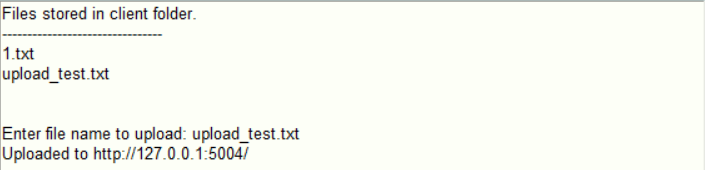 Files stored in client folder.
--------------------------------
1.txt
upload_test.txt
Enter file name to upload: upload_test.txt
Uploaded to http://127.0.0.1:5004/